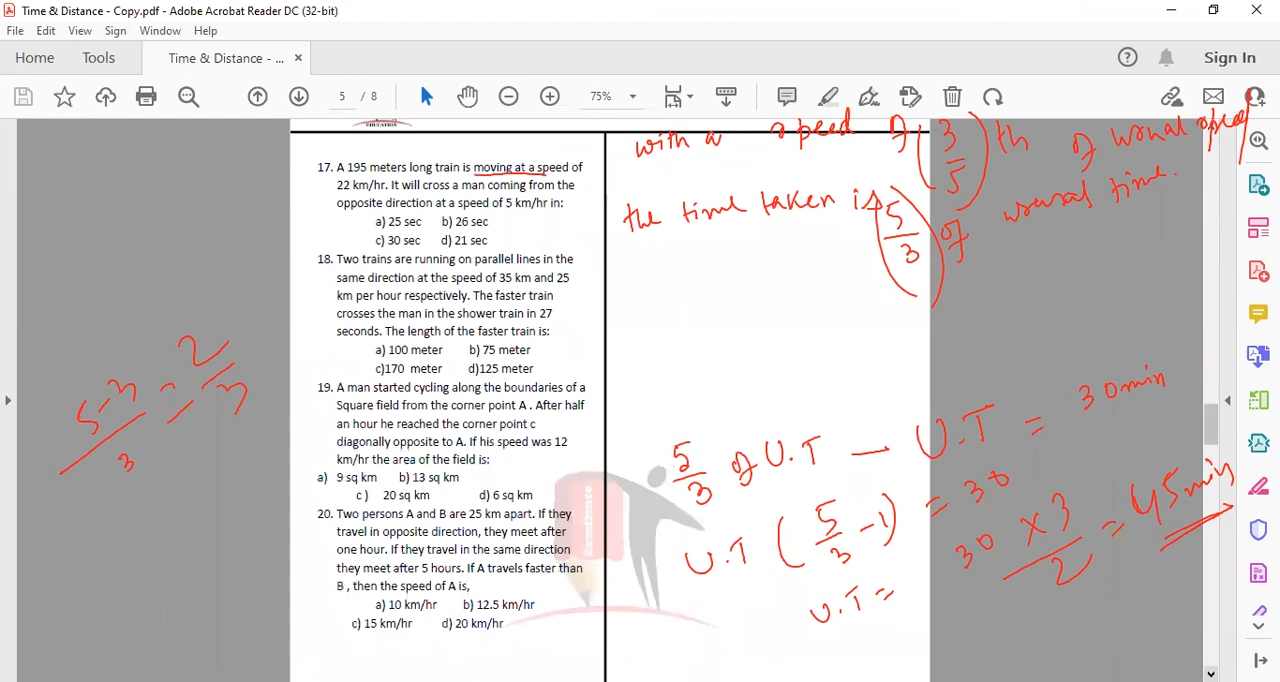 Time & Distance - Copy.pdf - Adobe Acrobat Reader DC (32-bit)
File Edit View Sign Window Help
Home Tools Time & Distance - ... × Sign In
5 / 8 75%
17. A 195 meters long train is moving at a speed of
22 km/hr. It will cross a man coming from the
opposite direction at a speed of 5 km/hr in:
a) 25 sec b) 26 sec
c) 30 sec d) 21 sec
18. Two trains are running on parallel lines in the
same direction at the speed of 35 km and 25
km per hour respectively. The faster train
crosses the man in the shower train in 27
seconds. The length of the faster train is:
a) 100 meter b) 75 meter
c)170 meter d)125 meter
19. A man started cycling along the boundaries of a
Square field from the corner point A . After half
an hour he reached the corner point c
diagonally opposite to A. If his speed was 12
km/hr the area of the field is:
a) 9 sq km b) 13 sq km
c ) 20 sq km d) 6 sq km
20. Two persons A and B are 25 km apart. If they
travel in opposite direction, they meet after
one hour. If they travel in the same direction
they meet after 5 hours. If A travels faster than
B , then the speed of A is,
a) 10 km/hr b) 12.5 km/hr
c) 15 km/hr d) 20 km/hr
with a speed of (3/5)th of usual speed
the time taken is (5/3) of usual time.
5-3/3 = 2/3
5/3 of U.T — U.T = 30min
U.T (5/3 -1) = 30
U.T = 30 × 3/2 = 45min